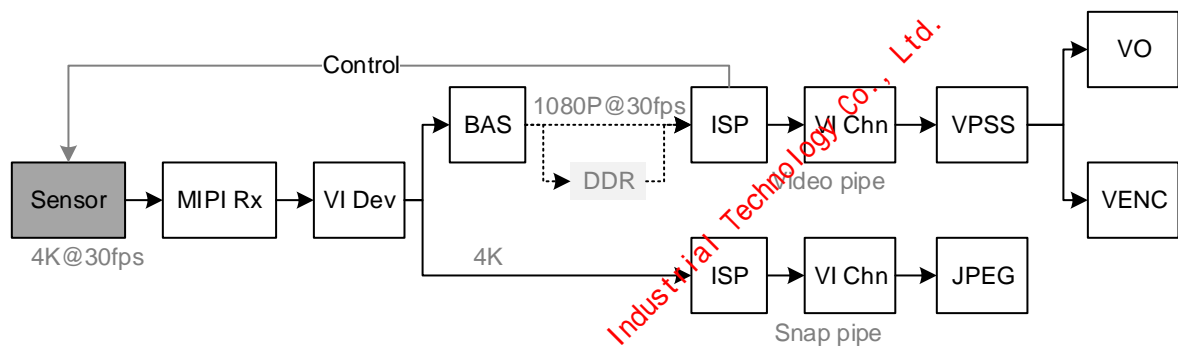 VO
Control
1080P@30fps
BAS
ISP
VI Chn
VPSS
DDR
Video pipe
Sensor
MIPI Rx
VI Dev
VENC
4K@30fps
4K
ISP
VI Chn
JPEG
Snap pipe
Industrial Technology Co., Ltd.